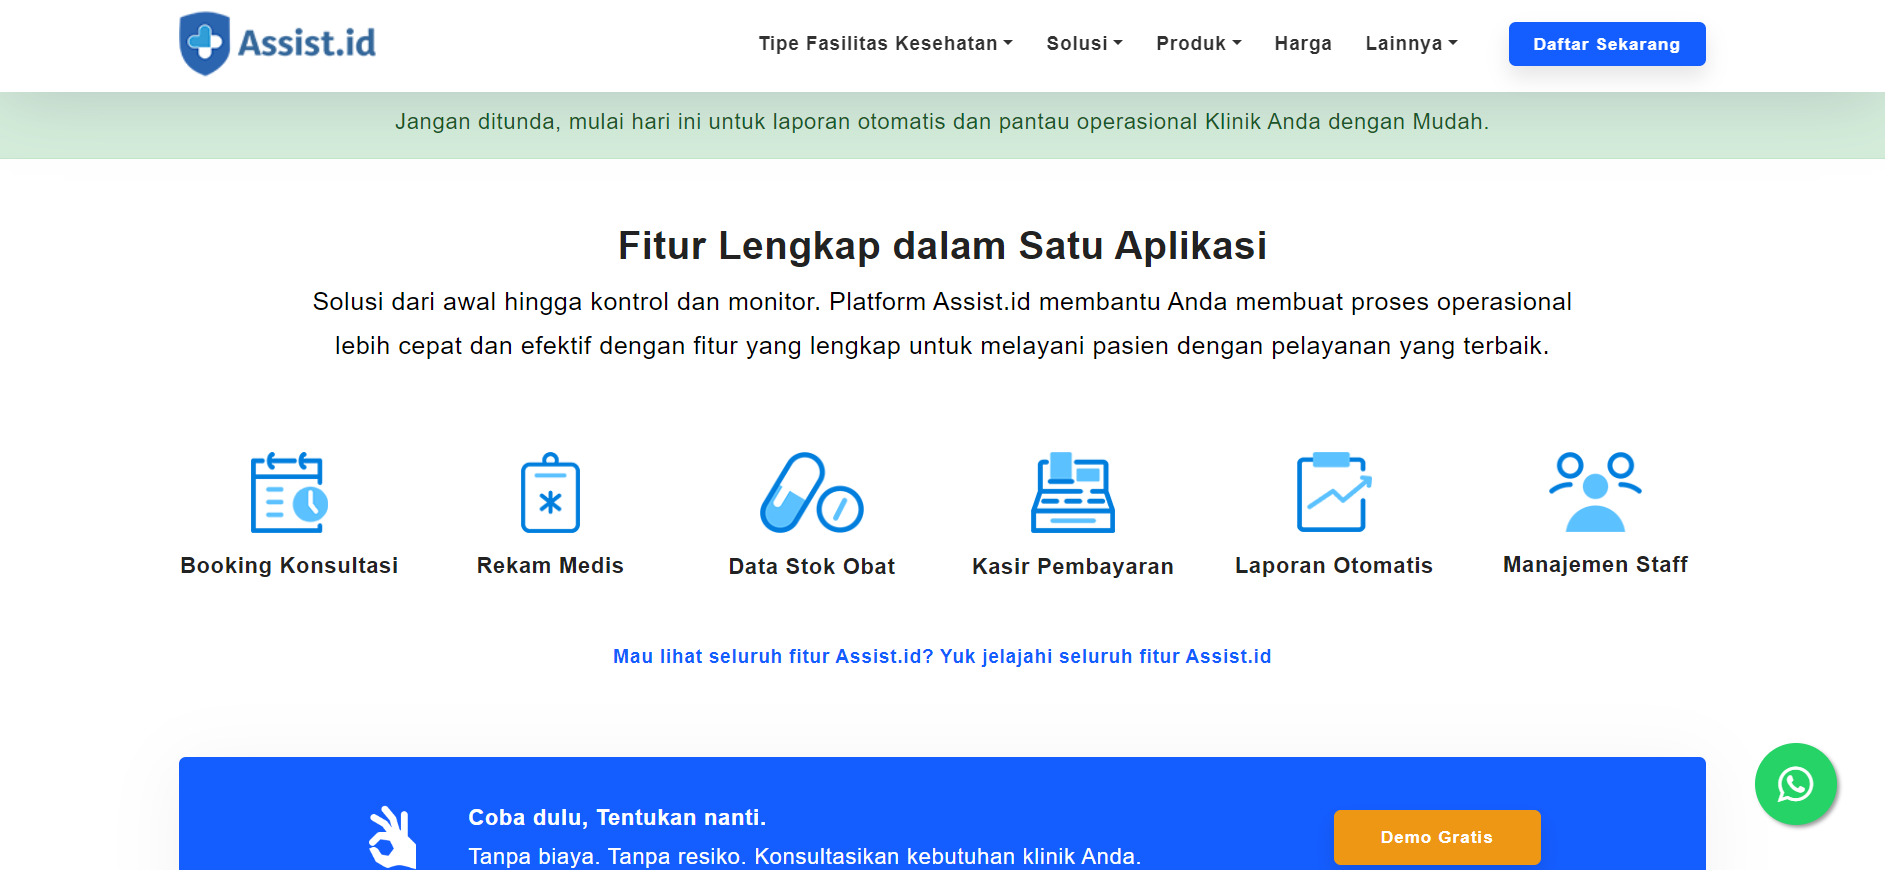 Assist.id
Tipe Fasilitas Kesehatan
Solusi
Produk
Harga
Lainnya
Daftar Sekarang
Jangan ditunda, mulai hari ini untuk laporan otomatis dan pantau operasional Klinik Anda dengan Mudah.
Fitur Lengkap dalam Satu Aplikasi
Solusi dari awal hingga kontrol dan monitor. Platform Assist.id membantu Anda membuat proses operasional
lebih cepat dan efektif dengan fitur yang lengkap untuk melayani pasien dengan pelayanan yang terbaik.
Booking Konsultasi
Rekam Medis
Data Stok Obat
Kasir Pembayaran
Laporan Otomatis
Manajemen Staff
Mau lihat seluruh fitur Assist.id? Yuk jelajahi seluruh fitur Assist.id
Coba dulu, Tentukan nanti.
Tanpa biaya. Tanpa resiko. Konsultasikan kebutuhan klinik Anda.
Demo Gratis